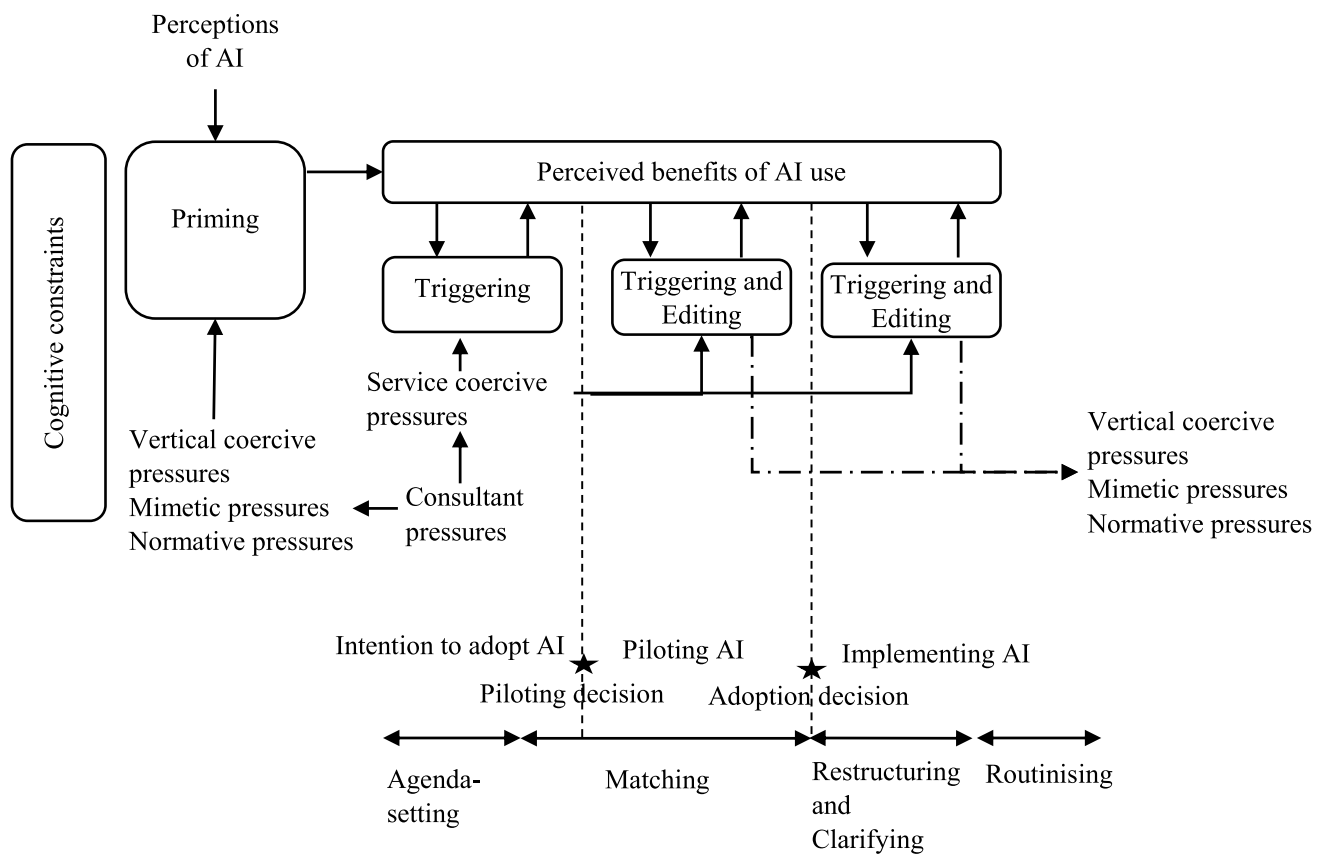 Perceptions
of AI
Cognitive constraints
Priming
Perceived benefits of AI use
Triggering
Triggering and
Editing
Triggering and
Editing
Service coercive
pressures
Vertical coercive
pressures
Mimetic pressures
Normative pressures
Consultant
pressures
Vertical coercive
pressures
Mimetic pressures
Normative pressures
Intention to adopt AI
Piloting AI
Implementing AI
Piloting decision
Adoption decision
Agenda-
setting
Matching
Restructuring
and
Clarifying
Routinising